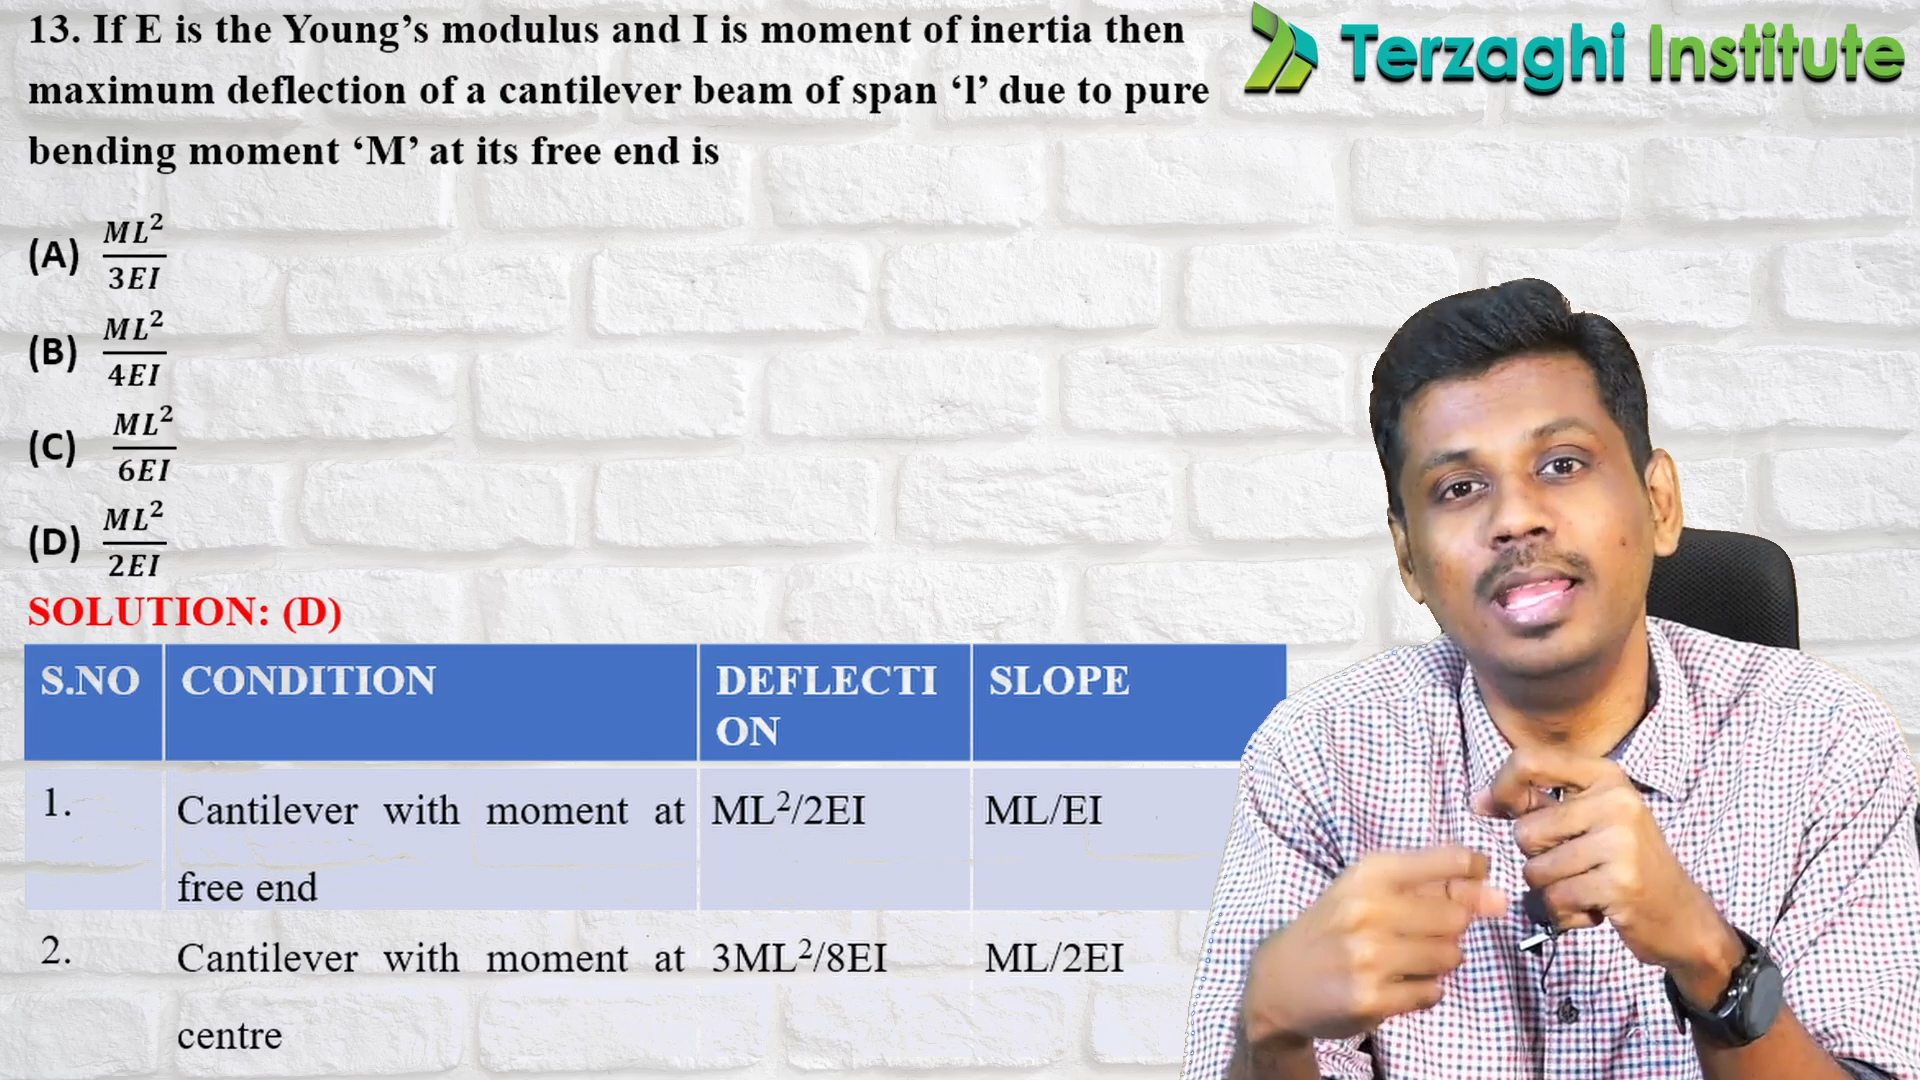 13. If E is the Young’s modulus and I is moment of inertia then
maximum deflection of a cantilever beam of span ‘l’ due to pure
bending moment ‘M’ at its free end is
Terzaghi Institute
(A) ML²/3EI
(B) ML²/4EI
(C) ML²/6EI
(D) ML²/2EI
SOLUTION: (D)
S.NO CONDITION DEFLECTI SLOPE
ON
1. Cantilever with moment at ML²/2EI ML/EI
free end
2. Cantilever with moment at 3ML²/8EI ML/2EI
centre